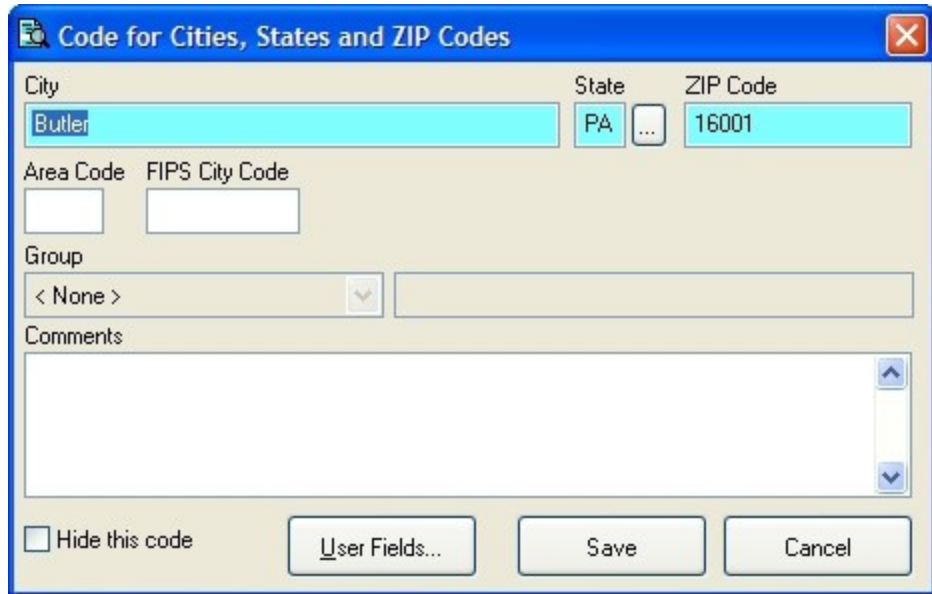 Code for Cities, States and ZIP Codes
City State ZIP Code
Butler PA ... 16001
Area Code FIPS City Code
Group
< None >
Comments
Hide this code User Fields... Save Cancel